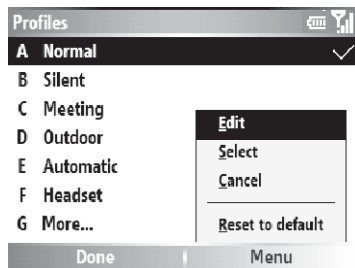 Profiles
A Normal
B Silent
C Meeting
D Outdoor
E Automatic
F Headset
G More...
Edit
Select
Cancel
Reset to default
Done
Menu